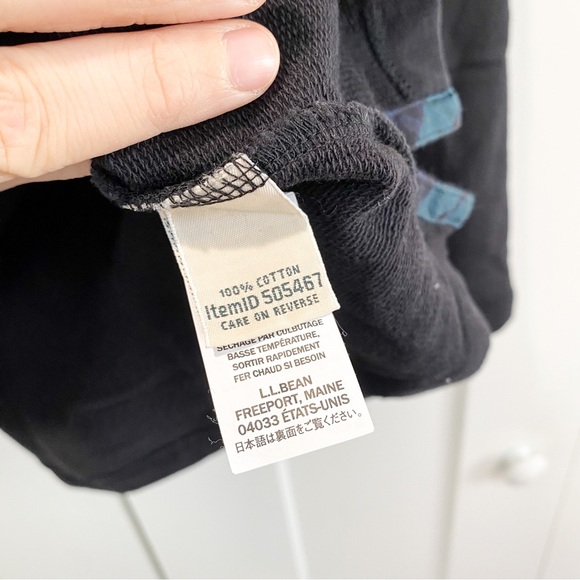 100% COTTON
ItemID 505467
CARE ON REVERSE
SÉCHAGE PAR CULBUTAGE
BASSE TEMPÉRATURE,
SORTIR RAPIDEMENT
FER CHAUD SI BESOIN
L.L.BEAN
FREEPORT, MAINE
04033 ÉTATS-UNIS
日本語は裏面をご覧ください。